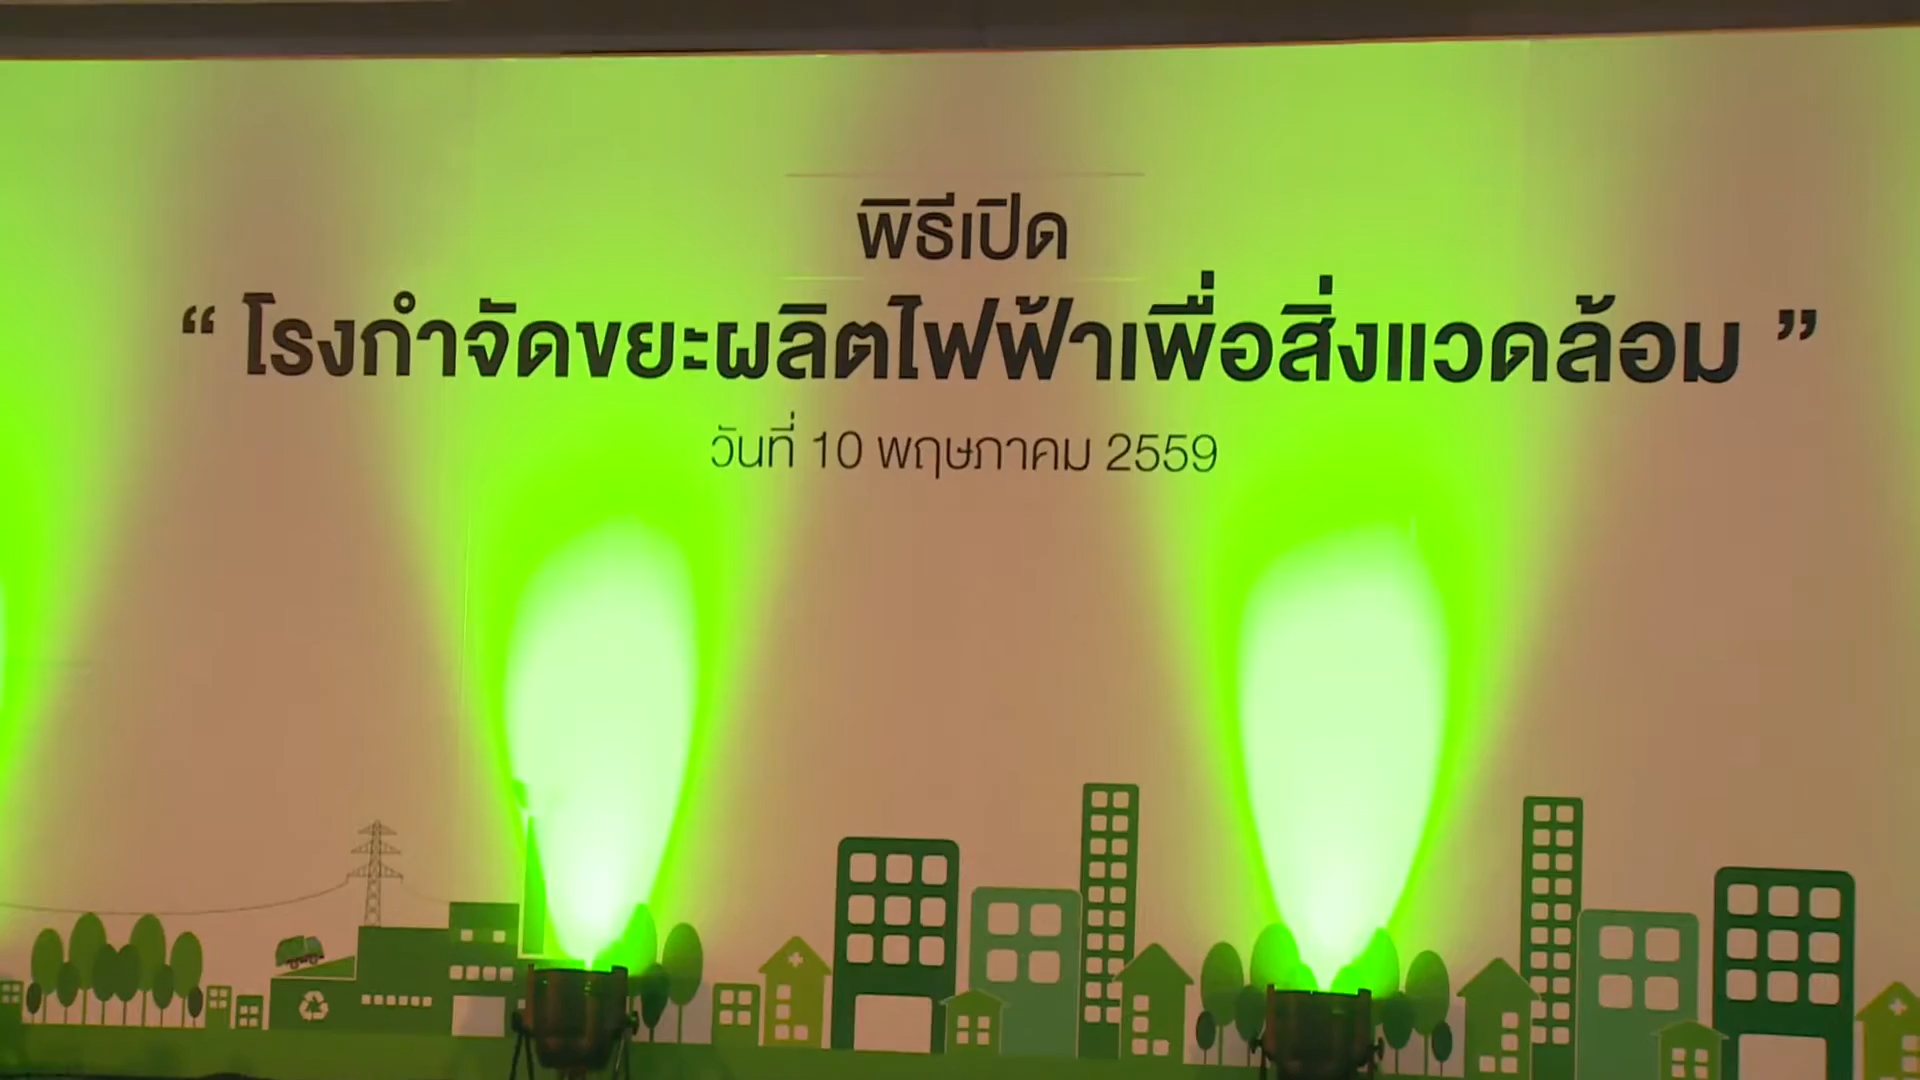 พิธีเปิด
“ โรงกำจัดขยะผลิตไฟฟ้าเพื่อสิ่งแวดล้อม ”
วันที่ 10 พฤษภาคม 2559